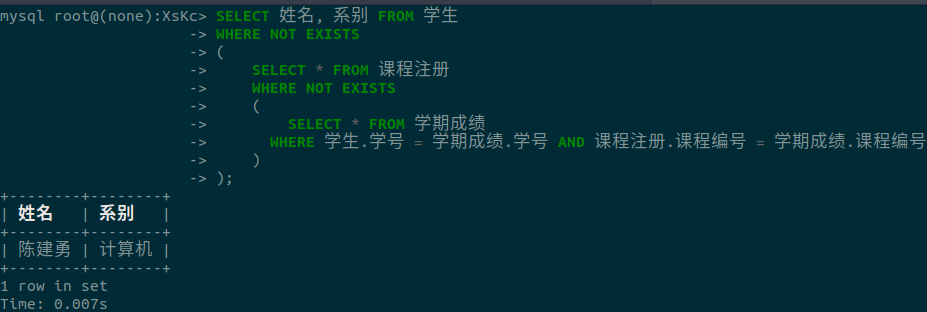 mysql root@(none):XsKc> SELECT 姓名, 系别 FROM 学生
-> WHERE NOT EXISTS
-> (
->     SELECT * FROM 课程注册
->     WHERE NOT EXISTS
->     (
->         SELECT * FROM 学期成绩
->       WHERE 学生.学号 = 学期成绩.学号 AND 课程注册.课程编号 = 学期成绩.课程编号
->     )
-> );
+--------+--------+
| 姓名   | 系别   |
+--------+--------+
| 陈建勇 | 计算机 |
+--------+--------+
1 row in set
Time: 0.007s